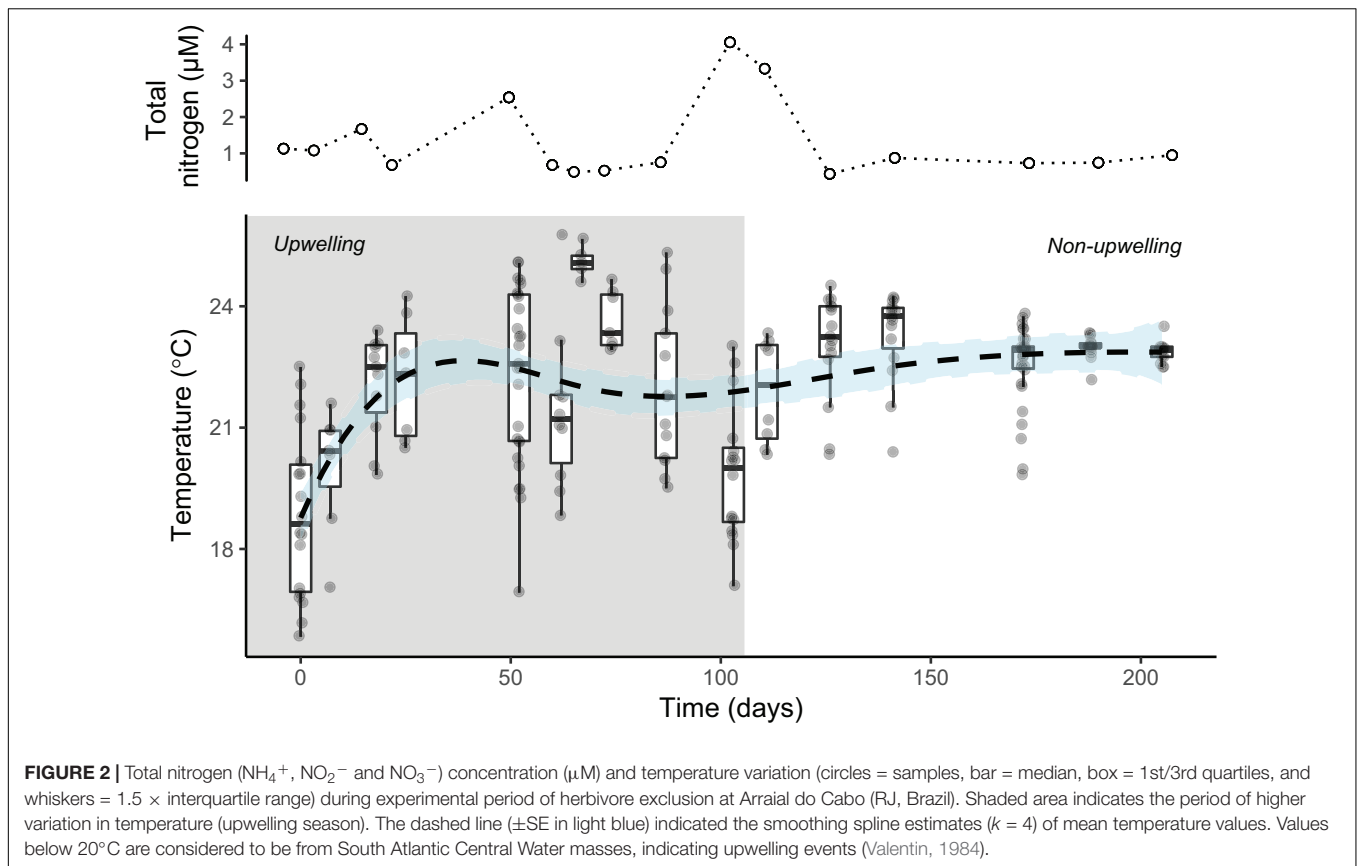 Total
nitrogen (µM)
4
3
2
1
Upwelling
Non-upwelling
Temperature (°C)
24
21
18
0 50 100 150 200
Time (days)
FIGURE 2 | Total nitrogen (NH₄⁺, NO₂⁻ and NO₃⁻) concentration (µM) and temperature variation (circles = samples, bar = median, box = 1st/3rd quartiles, and
whiskers = 1.5 × interquartile range) during experimental period of herbivore exclusion at Arraial do Cabo (RJ, Brazil). Shaded area indicates the period of higher
variation in temperature (upwelling season). The dashed line (±SE in light blue) indicated the smoothing spline estimates (k = 4) of mean temperature values. Values
below 20°C are considered to be from South Atlantic Central Water masses, indicating upwelling events (Valentin, 1984).